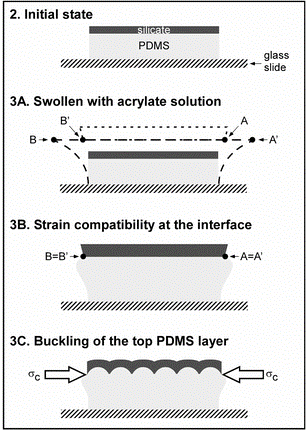 2. Initial state
silicate
PDMS
glass
slide
3A. Swollen with acrylate solution
B' A
B A'
3B. Strain compatibility at the interface
B=B' A=A'
3C. Buckling of the top PDMS layer
σC σC